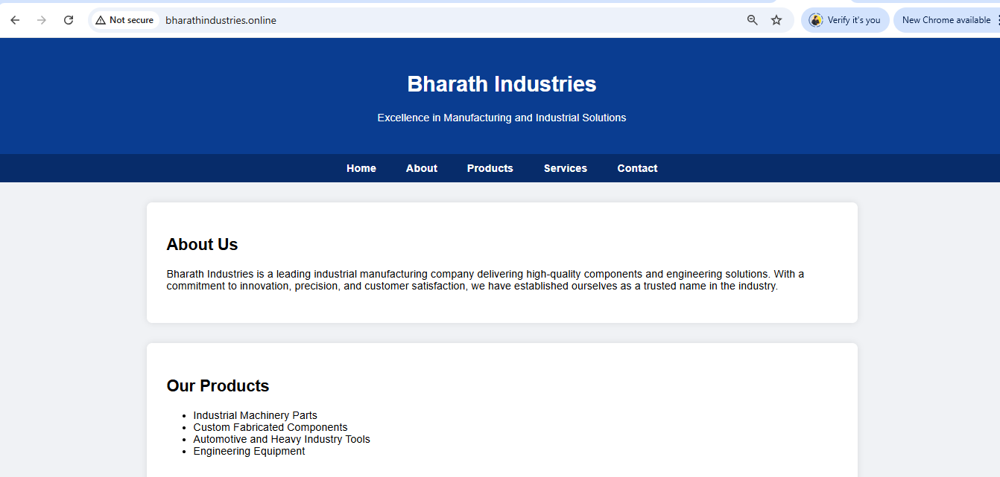 Not secure bharathindustries.online Verify it's you New Chrome available
Bharath Industries
Excellence in Manufacturing and Industrial Solutions
Home About Products Services Contact
About Us
Bharath Industries is a leading industrial manufacturing company delivering high-quality components and engineering solutions. With a
commitment to innovation, precision, and customer satisfaction, we have established ourselves as a trusted name in the industry.
Our Products
• Industrial Machinery Parts
• Custom Fabricated Components
• Automotive and Heavy Industry Tools
• Engineering Equipment